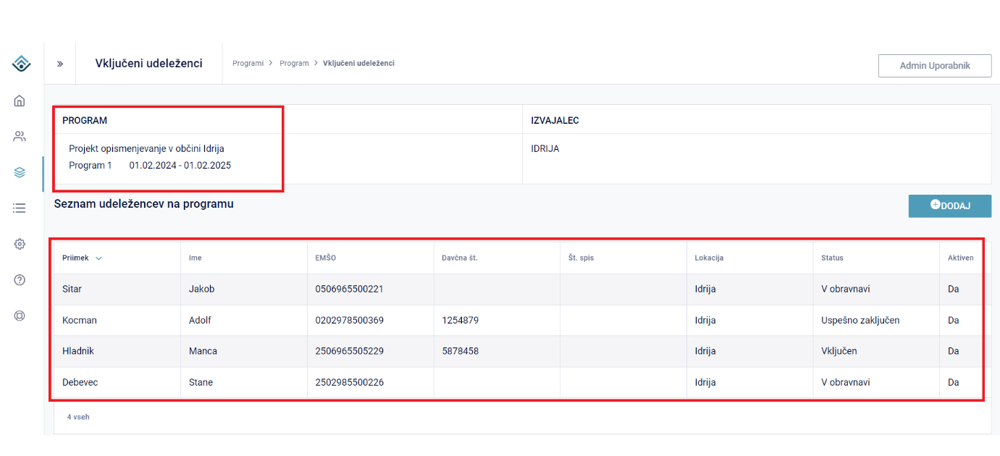 Vključeni udeleženci
Programi > Program > Vključeni udeleženci
Admin Uporabnik
PROGRAM
IZVAJALEC
Projekt opismenjevanje v občini Idrija
IDRIJA
Program 1 01.02.2024 - 01.02.2025
Seznam udeležencev na programu
DODAJ
Priimek Ime EMŠO Davčna št. Št. spis Lokacija Status Aktiven
Sitar Jakob 0506965500221 Idrija V obravnavi Da
Kocman Adolf 0202978500369 1254879 Idrija Uspešno zaključen Da
Hladnik Manca 2506965505229 5878458 Idrija Vključen Da
Debevec Stane 2502985500226 Idrija V obravnavi Da
4 vseh